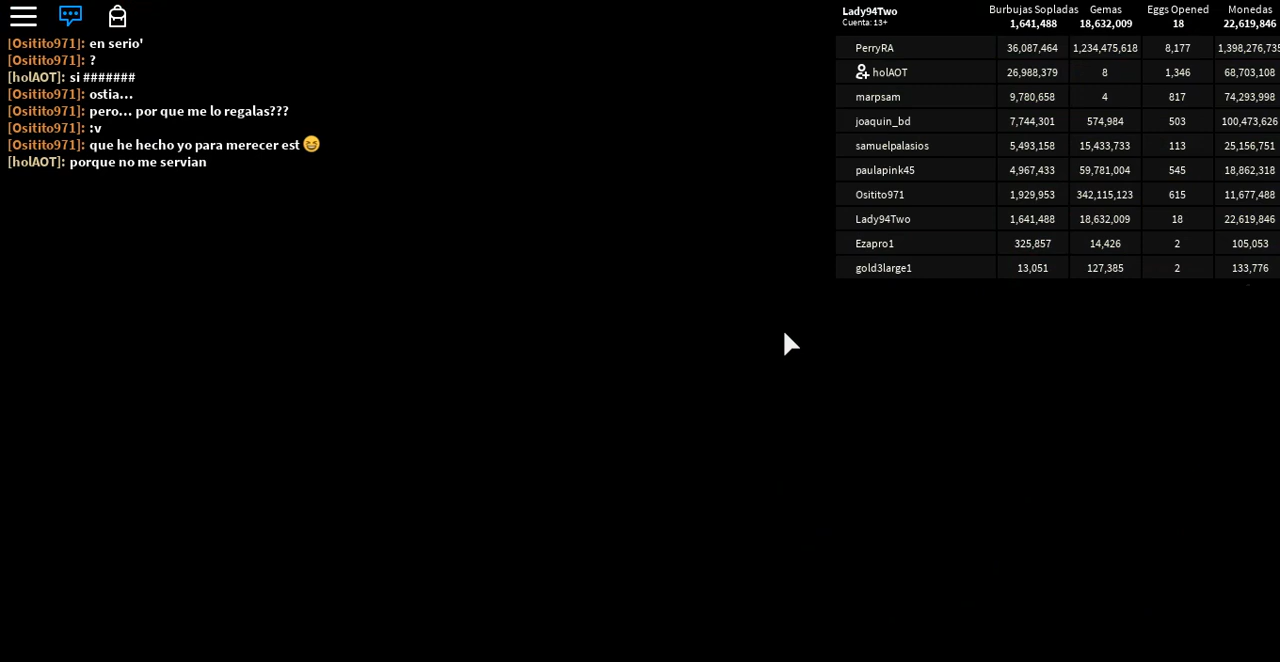 [Ositito971]: en serio'
[Ositito971]: ?
[holAOT]: si #######
[Ositito971]: ostia...
[Ositito971]: pero... por que me lo regalas???
[Ositito971]: :v
[Ositito971]: que he hecho yo para merecer est 😆
[holAOT]: porque no me servian
Lady94Two Burbujas Sopladas Gemas Eggs Opened Monedas
Cuenta: 13+ 1,641,488 18,632,009 18 22,619,846
PerryRA 36,087,464 1,234,475,618 8,177 1,398,276,735
holAOT 26,988,379 8 1,346 68,703,108
marpsam 9,780,658 4 817 74,293,998
joaquin_bd 7,744,301 574,984 503 100,473,626
samuelpalasios 5,493,158 15,433,733 113 25,156,751
paulapink45 4,967,433 59,781,004 545 18,862,318
Ositito971 1,929,953 342,115,123 615 11,677,488
Lady94Two 1,641,488 18,632,009 18 22,619,846
Ezapro1 325,857 14,426 2 105,053
gold3large1 13,051 127,385 2 133,776